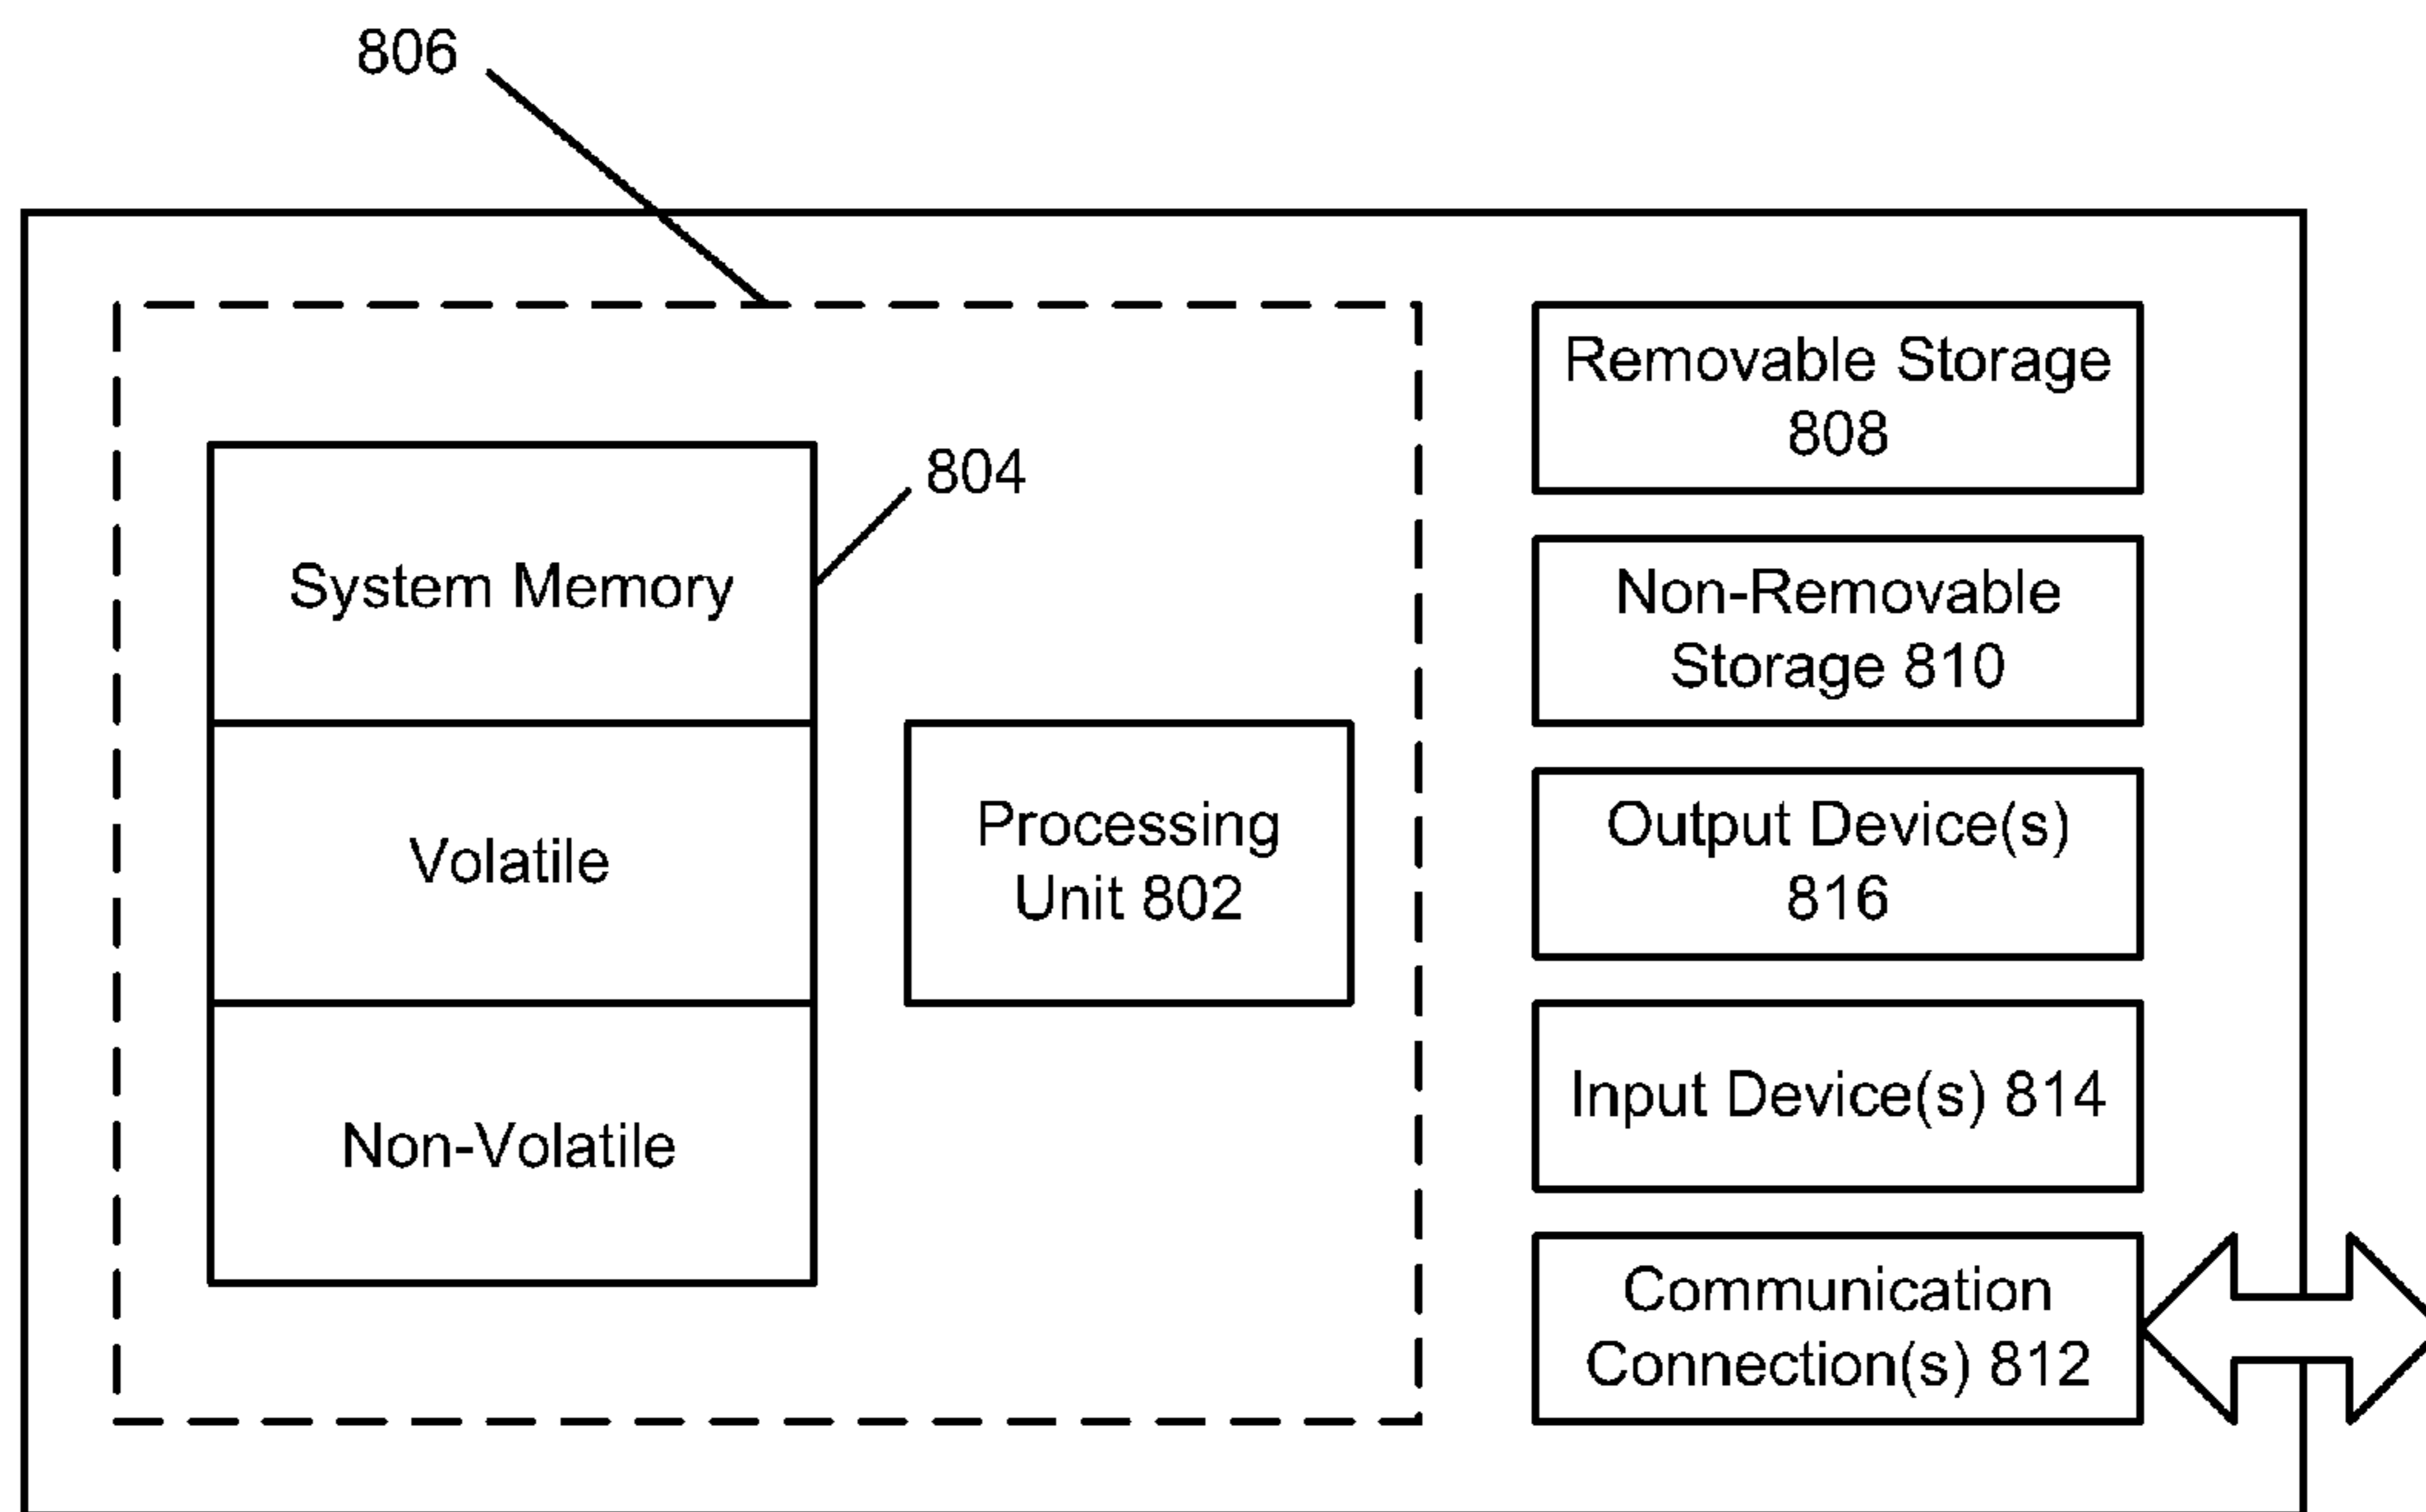 806
804
System Memory
Volatile
Non-Volatile
Processing
Unit 802
Removable Storage
808
Non-Removable
Storage 810
Output Device(s)
816
Input Device(s) 814
Communication
Connection(s) 812